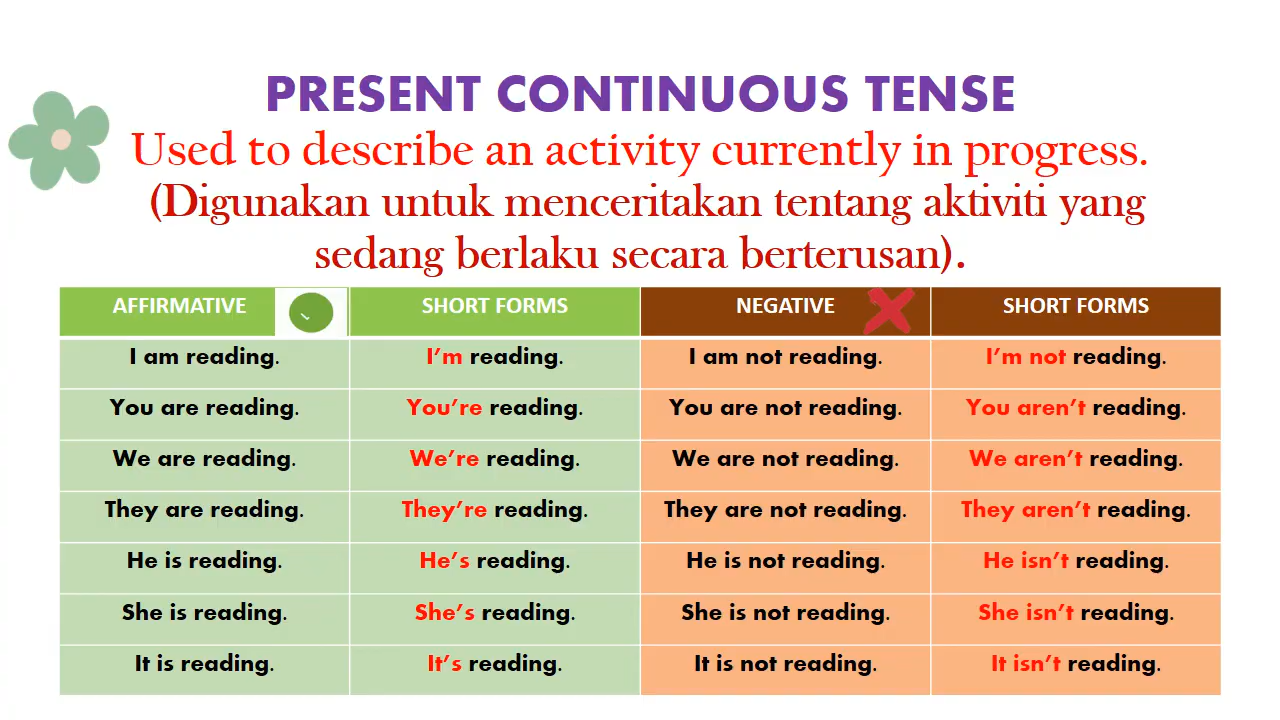 PRESENT CONTINUOUS TENSE
Used to describe an activity currently in progress.
(Digunakan untuk menceritakan tentang aktiviti yang
sedang berlaku secara berterusan).
AFFIRMATIVE SHORT FORMS NEGATIVE SHORT FORMS
I am reading. I’m reading. I am not reading. I’m not reading.
You are reading. You’re reading. You are not reading. You aren’t reading.
We are reading. We’re reading. We are not reading. We aren’t reading.
They are reading. They’re reading. They are not reading. They aren’t reading.
He is reading. He’s reading. He is not reading. He isn’t reading.
She is reading. She’s reading. She is not reading. She isn’t reading.
It is reading. It’s reading. It is not reading. It isn’t reading.